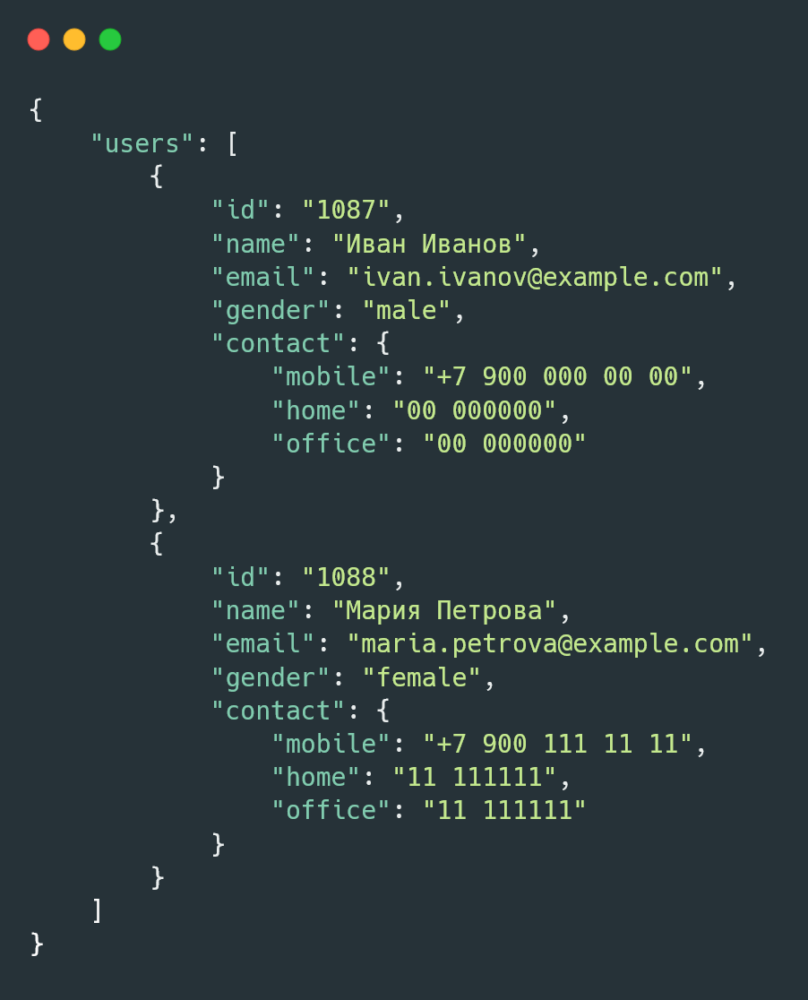 {
    "users": [
        {
            "id": "1087",
            "name": "Иван Иванов",
            "email": "ivan.ivanov@example.com",
            "gender": "male",
            "contact": {
                "mobile": "+7 900 000 00 00",
                "home": "00 000000",
                "office": "00 000000"
            }
        },
        {
            "id": "1088",
            "name": "Мария Петрова",
            "email": "maria.petrova@example.com",
            "gender": "female",
            "contact": {
                "mobile": "+7 900 111 11 11",
                "home": "11 111111",
                "office": "11 111111"
            }
        }
    ]
}